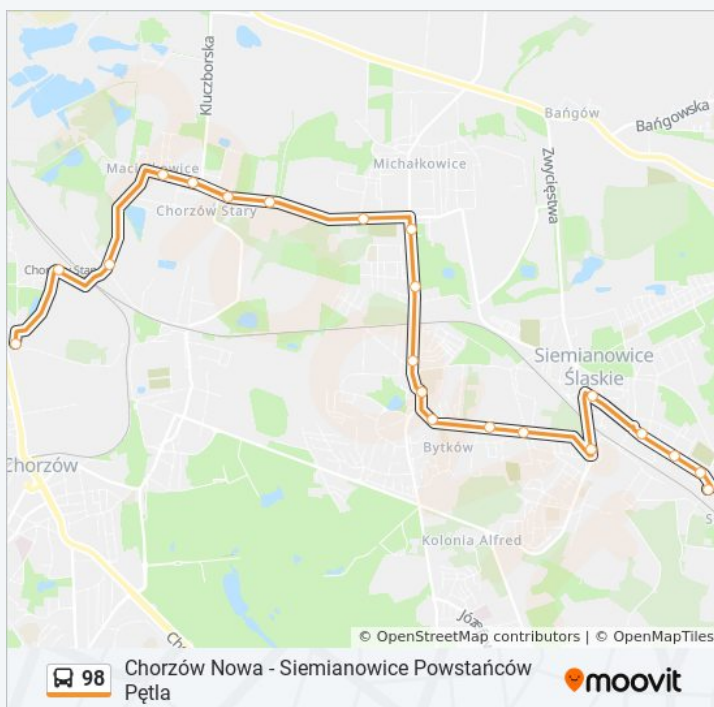 Kluczborska
Bańgów
Bańgowska
Michałkowice
Zwycięstwa
Chorzów Stary
Siemianowice
Śląskie
Chorzów
Bytków
Kolonia Alfred
© OpenStreetMap contributors | © OpenMapTiles
98
Chorzów Nowa - Siemianowice Powstańców
Pętla
moovit